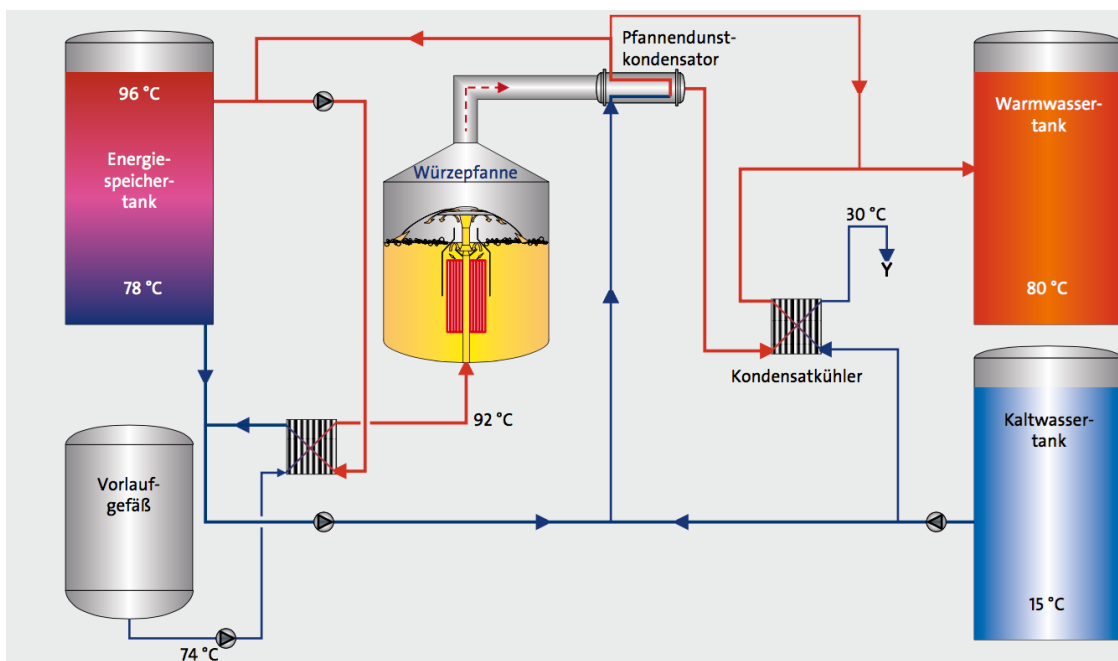 Pfannendunst-
kondensator
96 °C
Energie-
speicher-
tank
78 °C
Würzepfanne
Warmwasser-
tank
80 °C
30 °C
Kondensatkühler
92 °C
Vorlauf-
gefäß
74 °C
Kaltwasser-
tank
15 °C